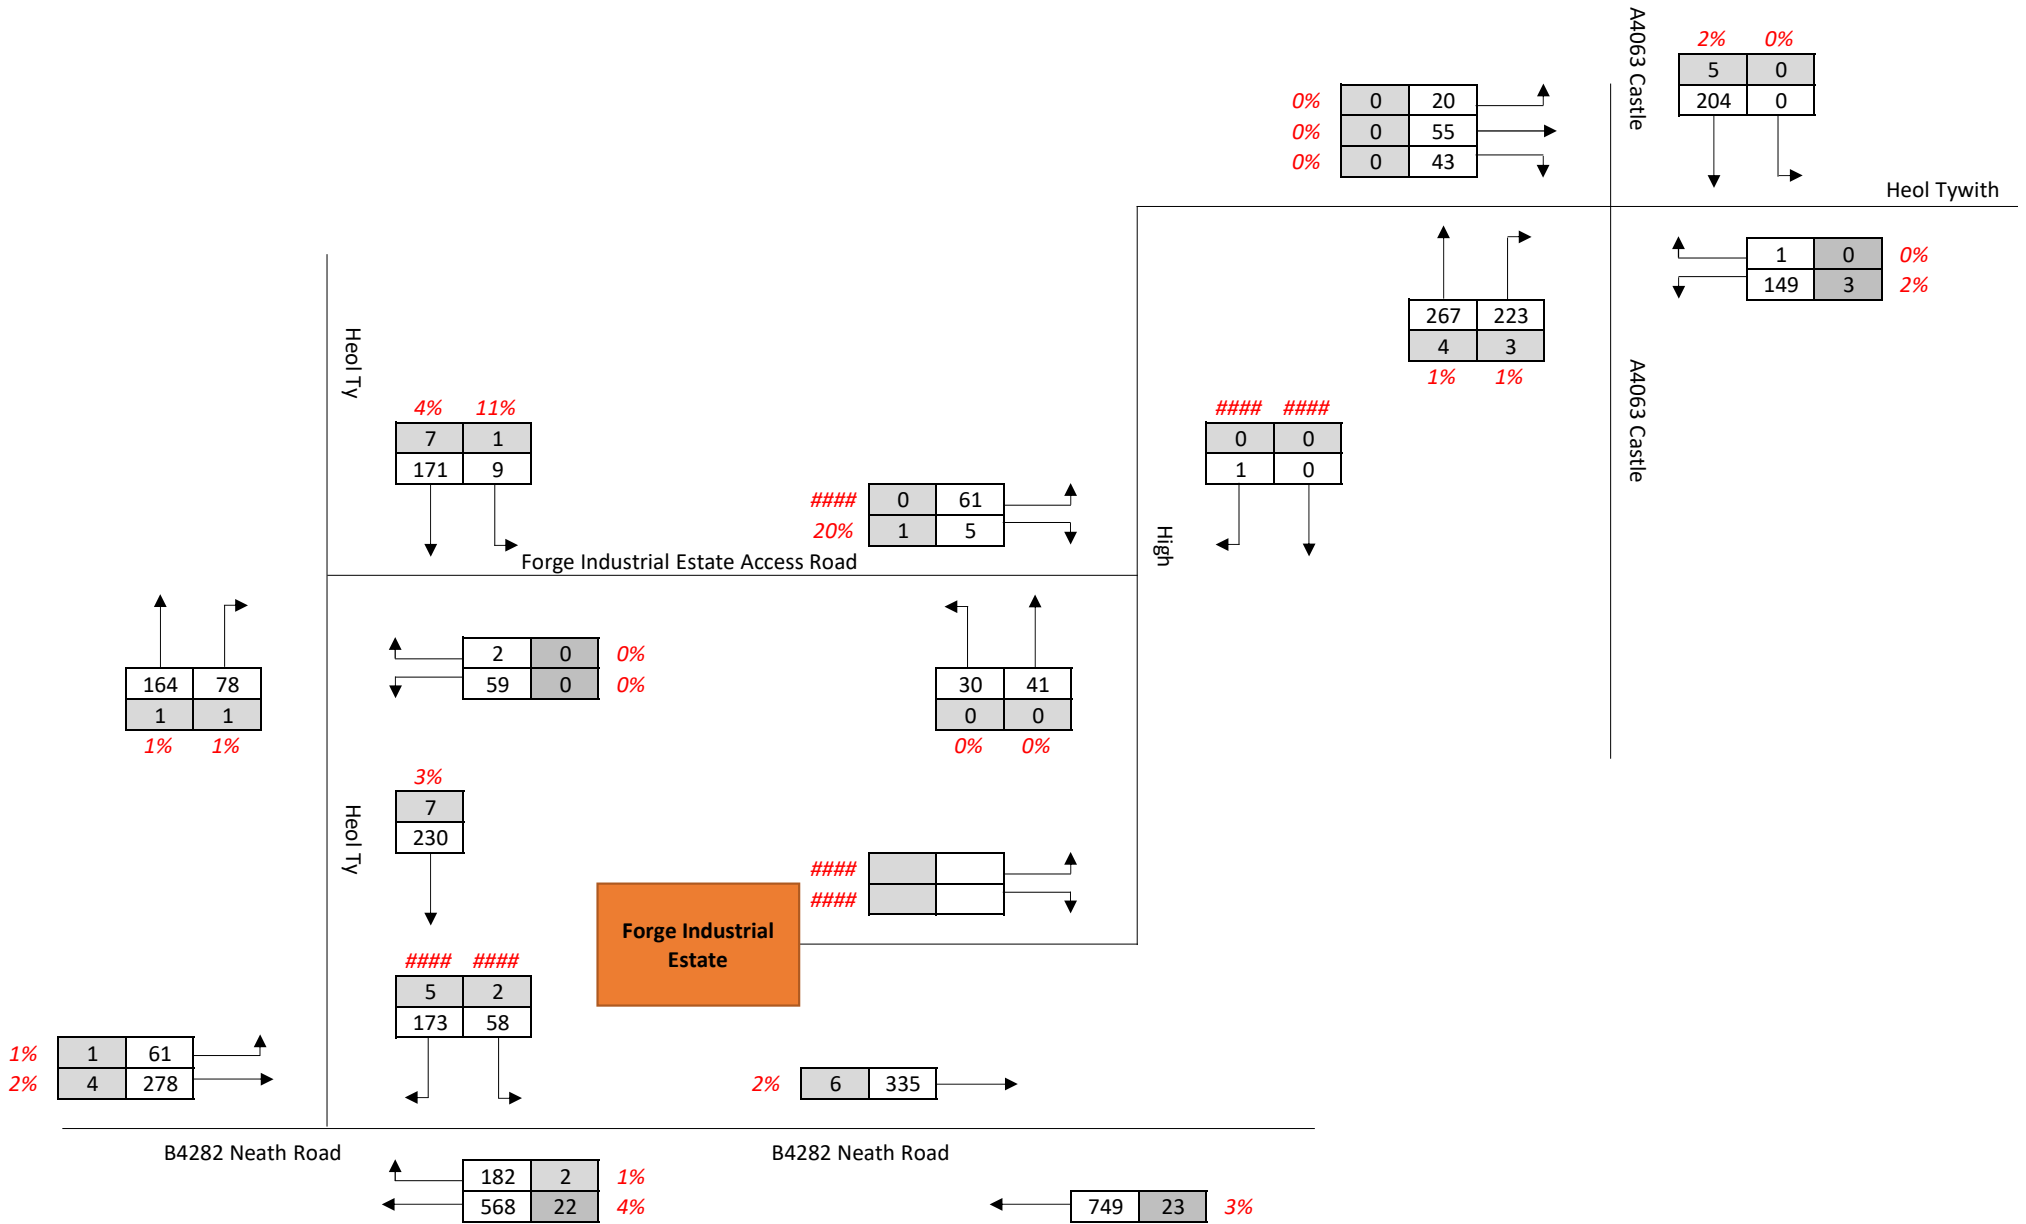 A4063 Castle
2% 0%
5 0
204 0
0% 0 20
0% 0 55
0% 0 43
Heol Tywith
1 0 0%
149 3 2%
267 223
4 3
1% 1%
A4063 Castle
Heol Ty
4% 11%
7 1
171 9
#### ####
0 0
1 0
#### 0 61
20% 1 5
High
Forge Industrial Estate Access Road
2 0 0%
59 0 0%
164 78
1 1
1% 1%
30 41
0 0
0% 0%
3%
7
230
Heol Ty
####
####
Forge Industrial
Estate
#### ####
5 2
173 58
1% 1 61
2% 4 278
2% 6 335
B4282 Neath Road
B4282 Neath Road
182 2 1%
568 22 4%
749 23 3%